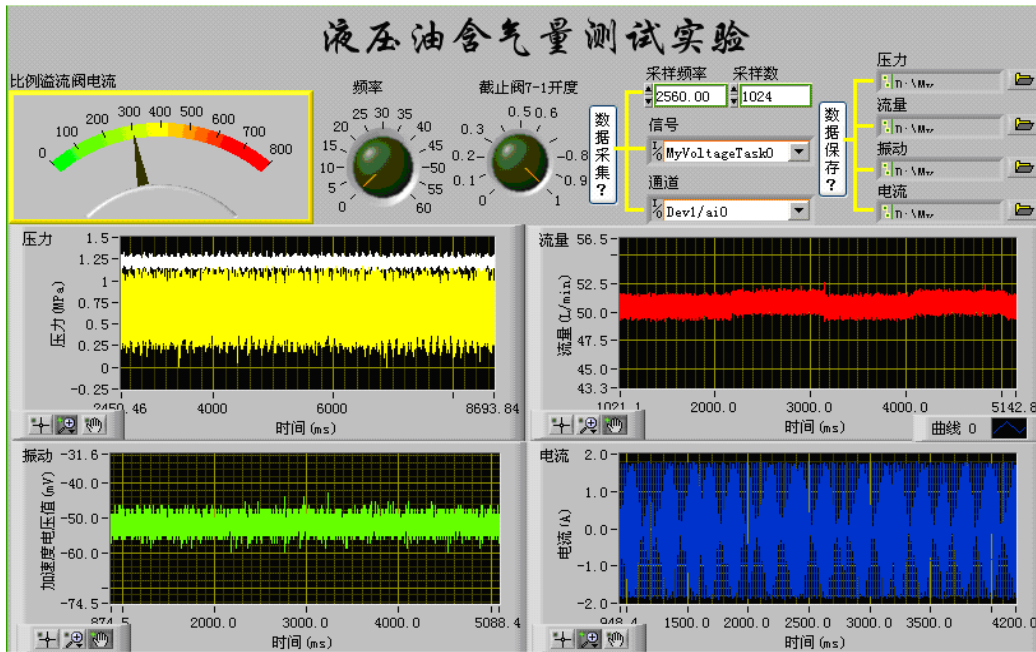 液压油含气量测试实验
比例溢流阀电流
0 100 200 300 400 500 600 700 800
频率
0 5 10 15 20 25 30 35 40 45 50 55 60
截止阀7-1开度
0 0.1 0.2 0.3 0.4 0.5 0.6 0.8 0.9 1
数据采集?
采样频率 采样数
2560.00 1024
信号
MyVoltageTask0
通道
Dev1/ai0
数据保存?
压力
流量
振动
电流
压力
压力(MPa)
1.5
1.25
1
0.75
0.5
0.25
0
-0.25
2450.46 4000 6000 8693.84
时间(ms)
流量
流量(L/min)
56.5
52.5
50.0
47.5
45.0
43.3
1021.1 2000.0 3000.0 4000.0 5142.8
时间(ms)
曲线 0
振动
加速度电压值(mV)
-31.6
-40.0
-50.0
-60.0
-74.5
874.5 2000.0 3000.0 4000.0 5088.4
时间(ms)
电流
电流(A)
2.0
1.0
0.0
-1.0
-2.0
948.4 1500.0 2000.0 2500.0 3000.0 3500.0 4200.0
时间(ms)